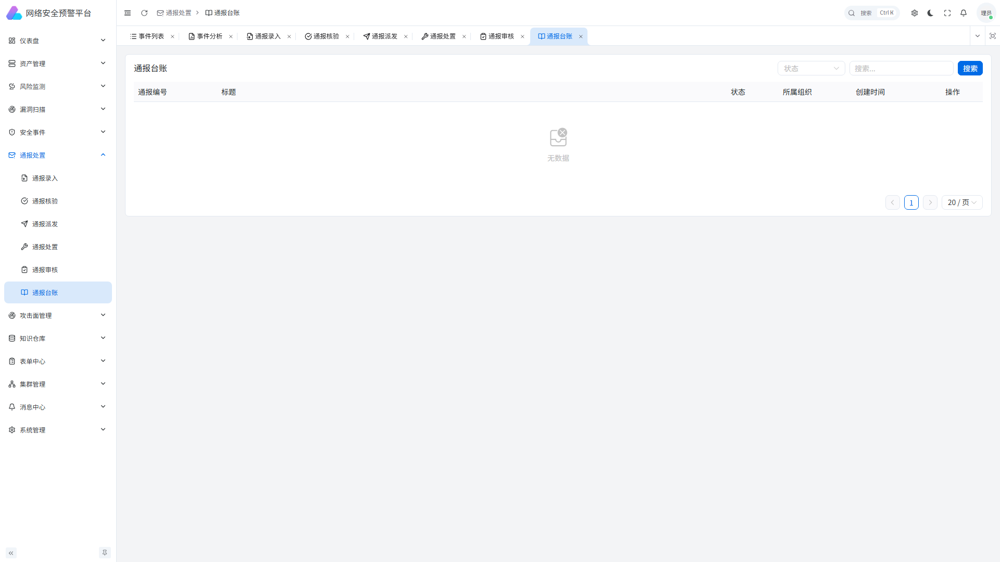 网络安全预警平台
通报处置 通报台账
搜索 Ctrl K
理员
事件列表 事件分析 通报录入 通报核验 通报派发 通报处置 通报审核 通报台账
仪表盘
资产管理
风险监测
漏洞扫描
安全事件
通报处置
通报录入
通报核验
通报派发
通报处置
通报审核
通报台账
攻击面管理
知识仓库
表单中心
集群管理
消息中心
系统管理
通报台账
状态 搜索... 搜索
通报编号 标题 状态 所属组织 创建时间 操作
无数据
1 20 / 页